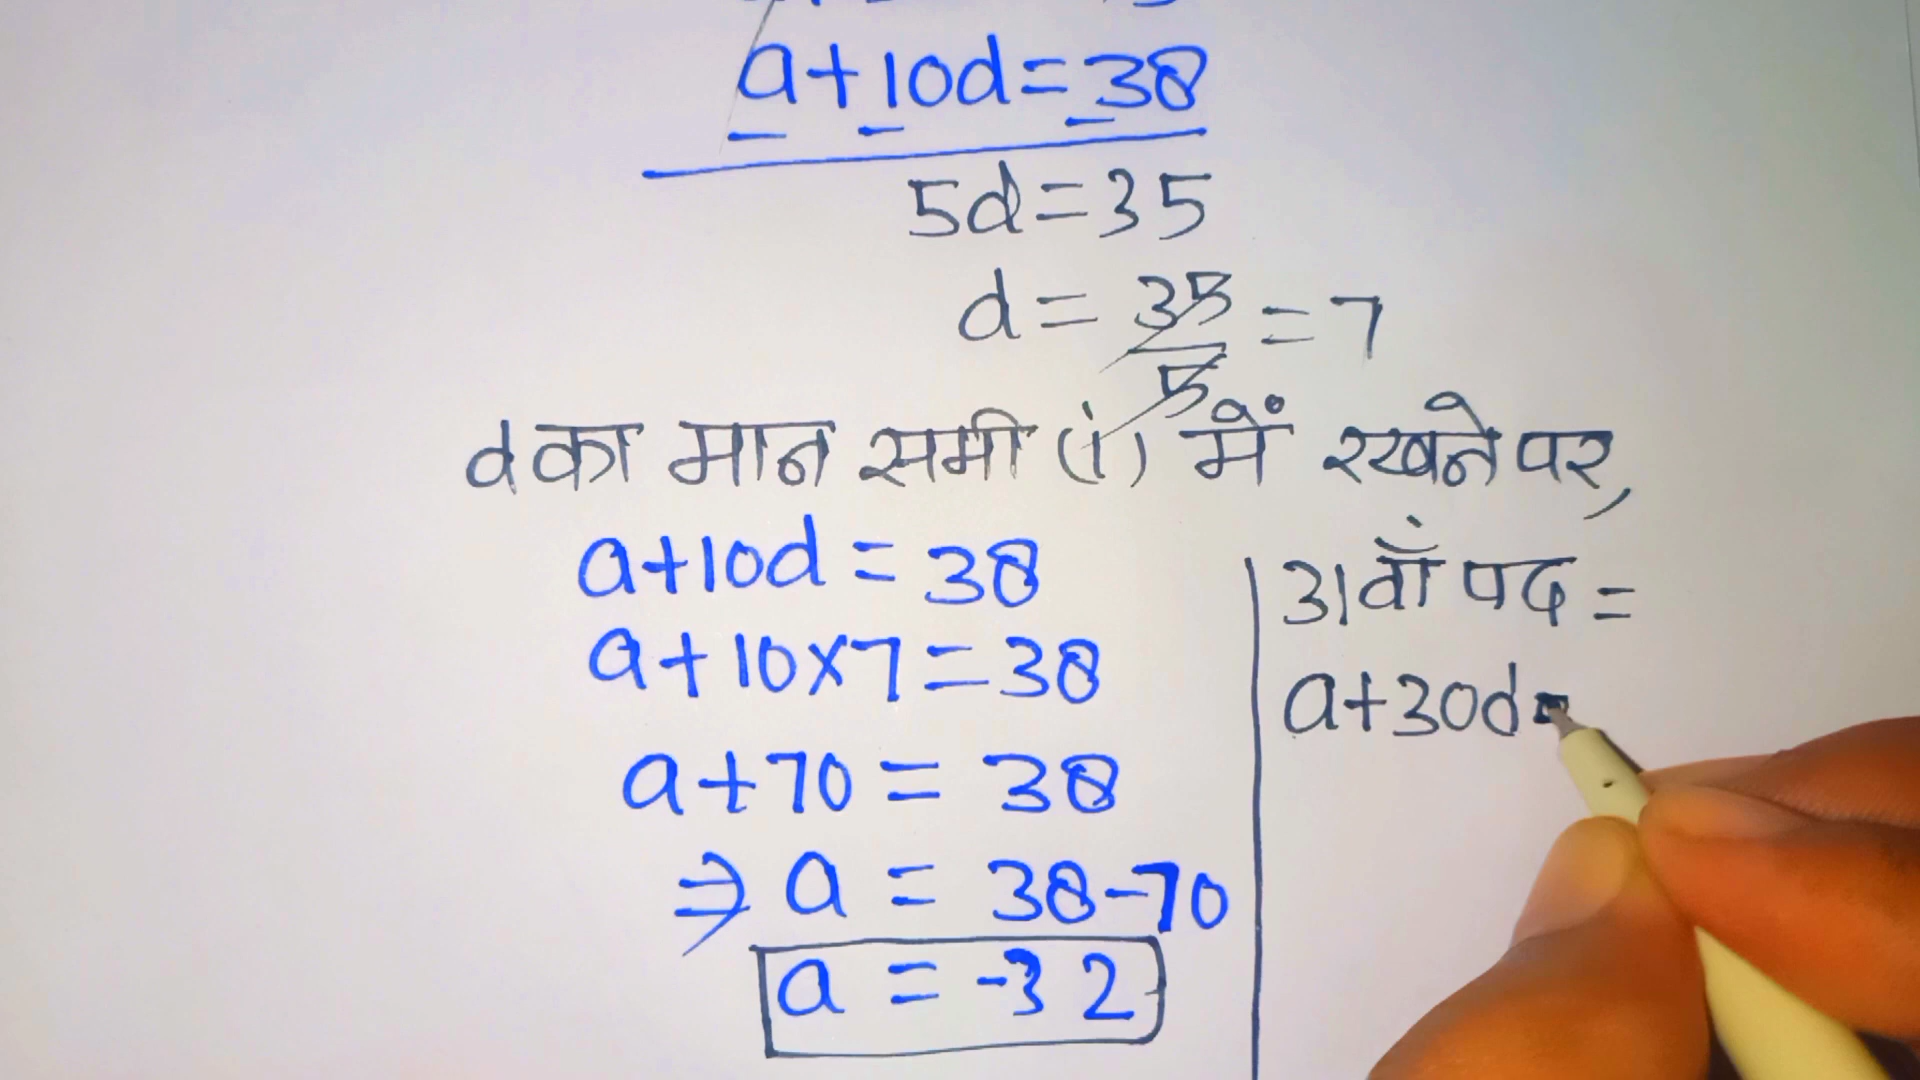 a+10d=38
5d=35
d = 35/5 = 7
d का मान समी (i) में रखने पर,
a+10d = 38
a+10×7=38
a+70 = 38
⇒ a = 38-70
a = -32
31वाँ पद =
a+30d=